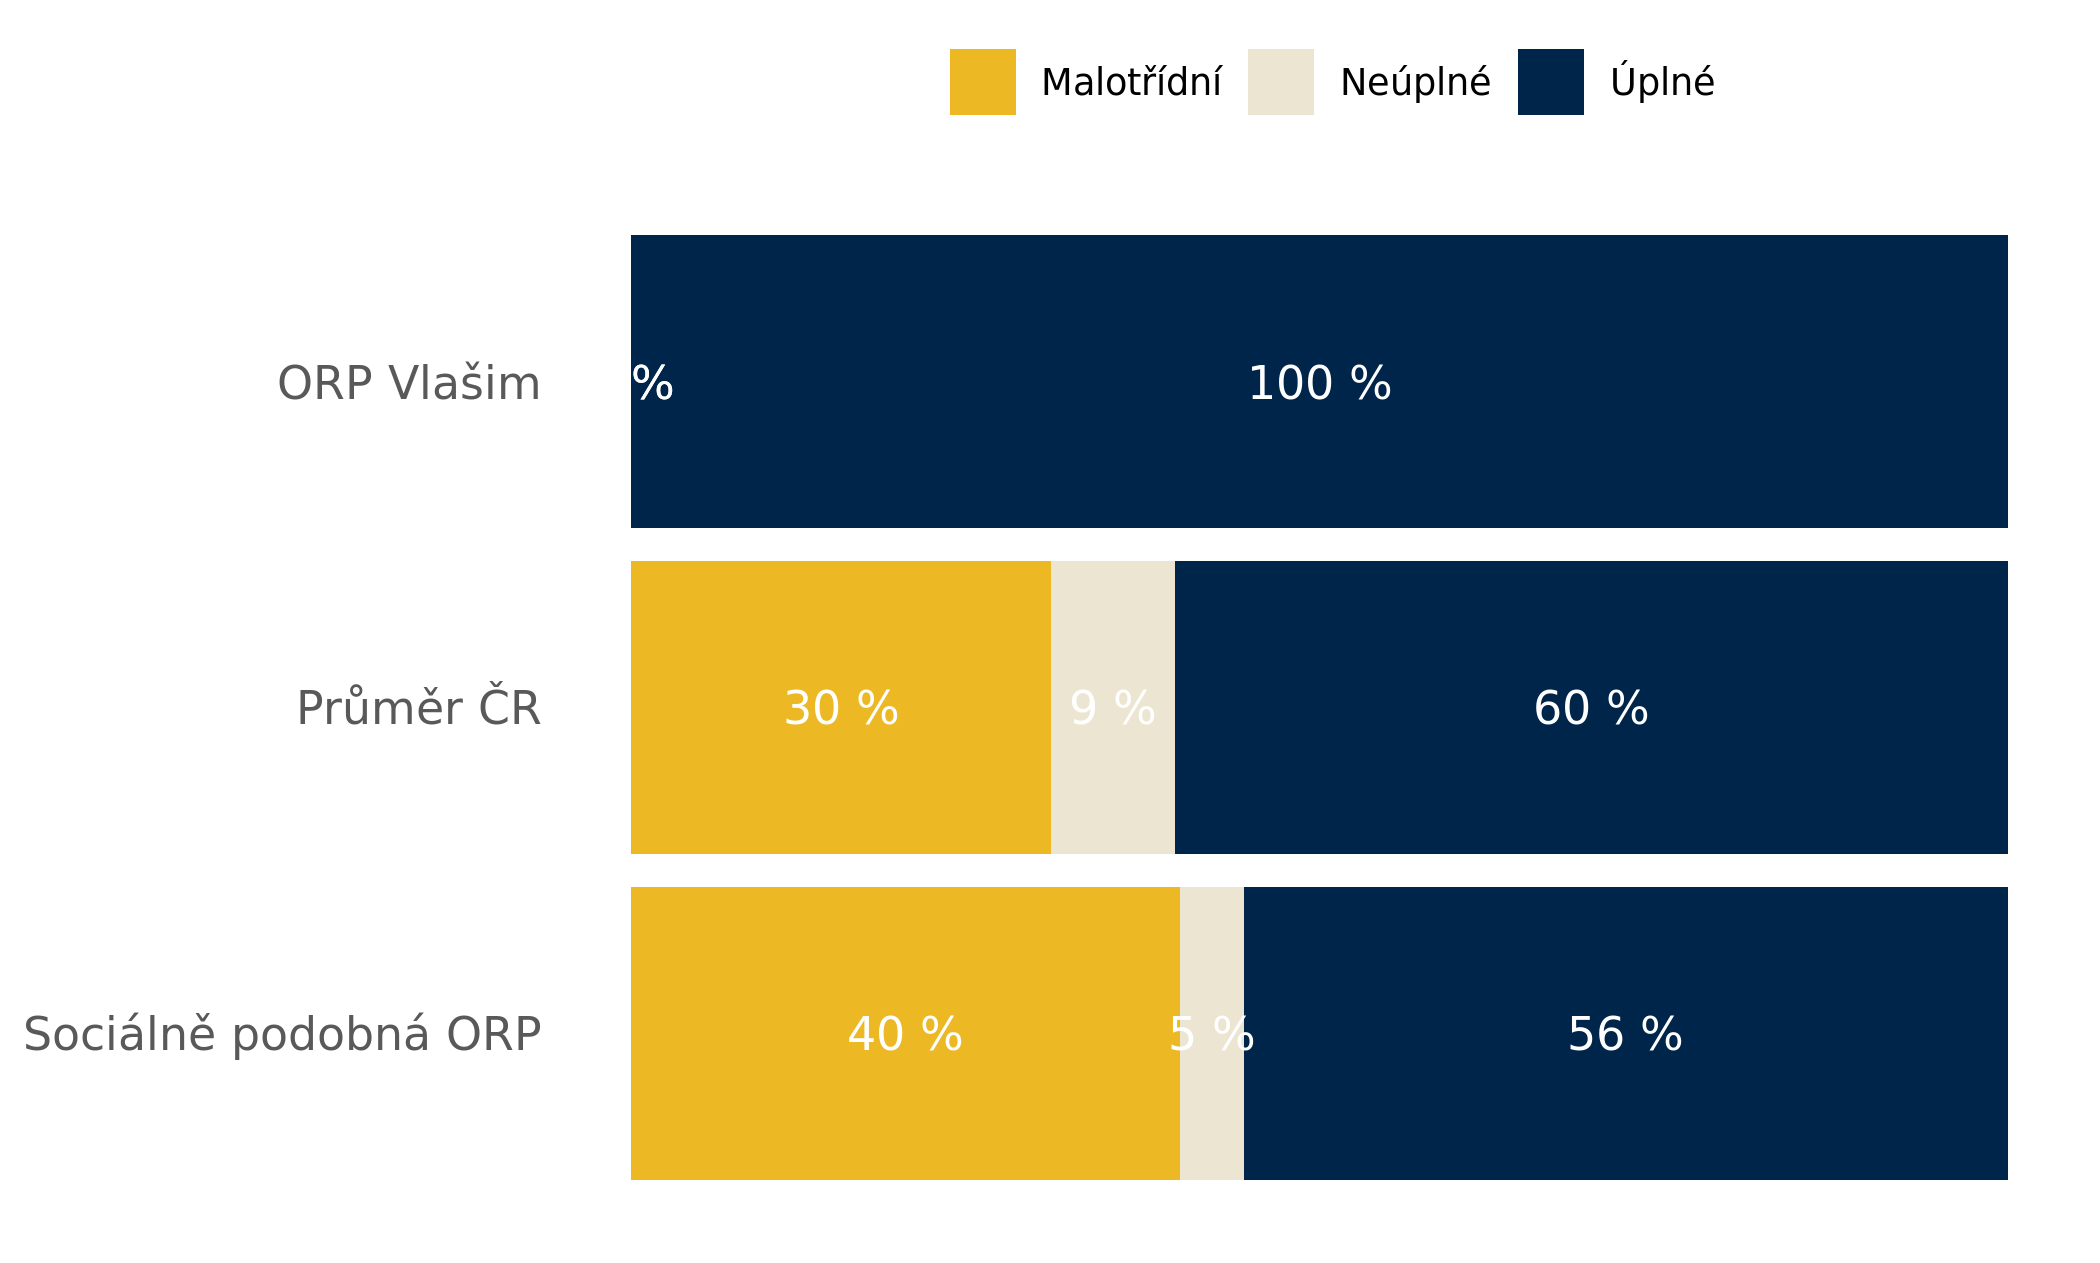 Malotřídní Neúplné Úplné
ORP Vlašim % 100 %
Průměr ČR 30 % 9 % 60 %
Sociálně podobná ORP 40 % 5 % 56 %